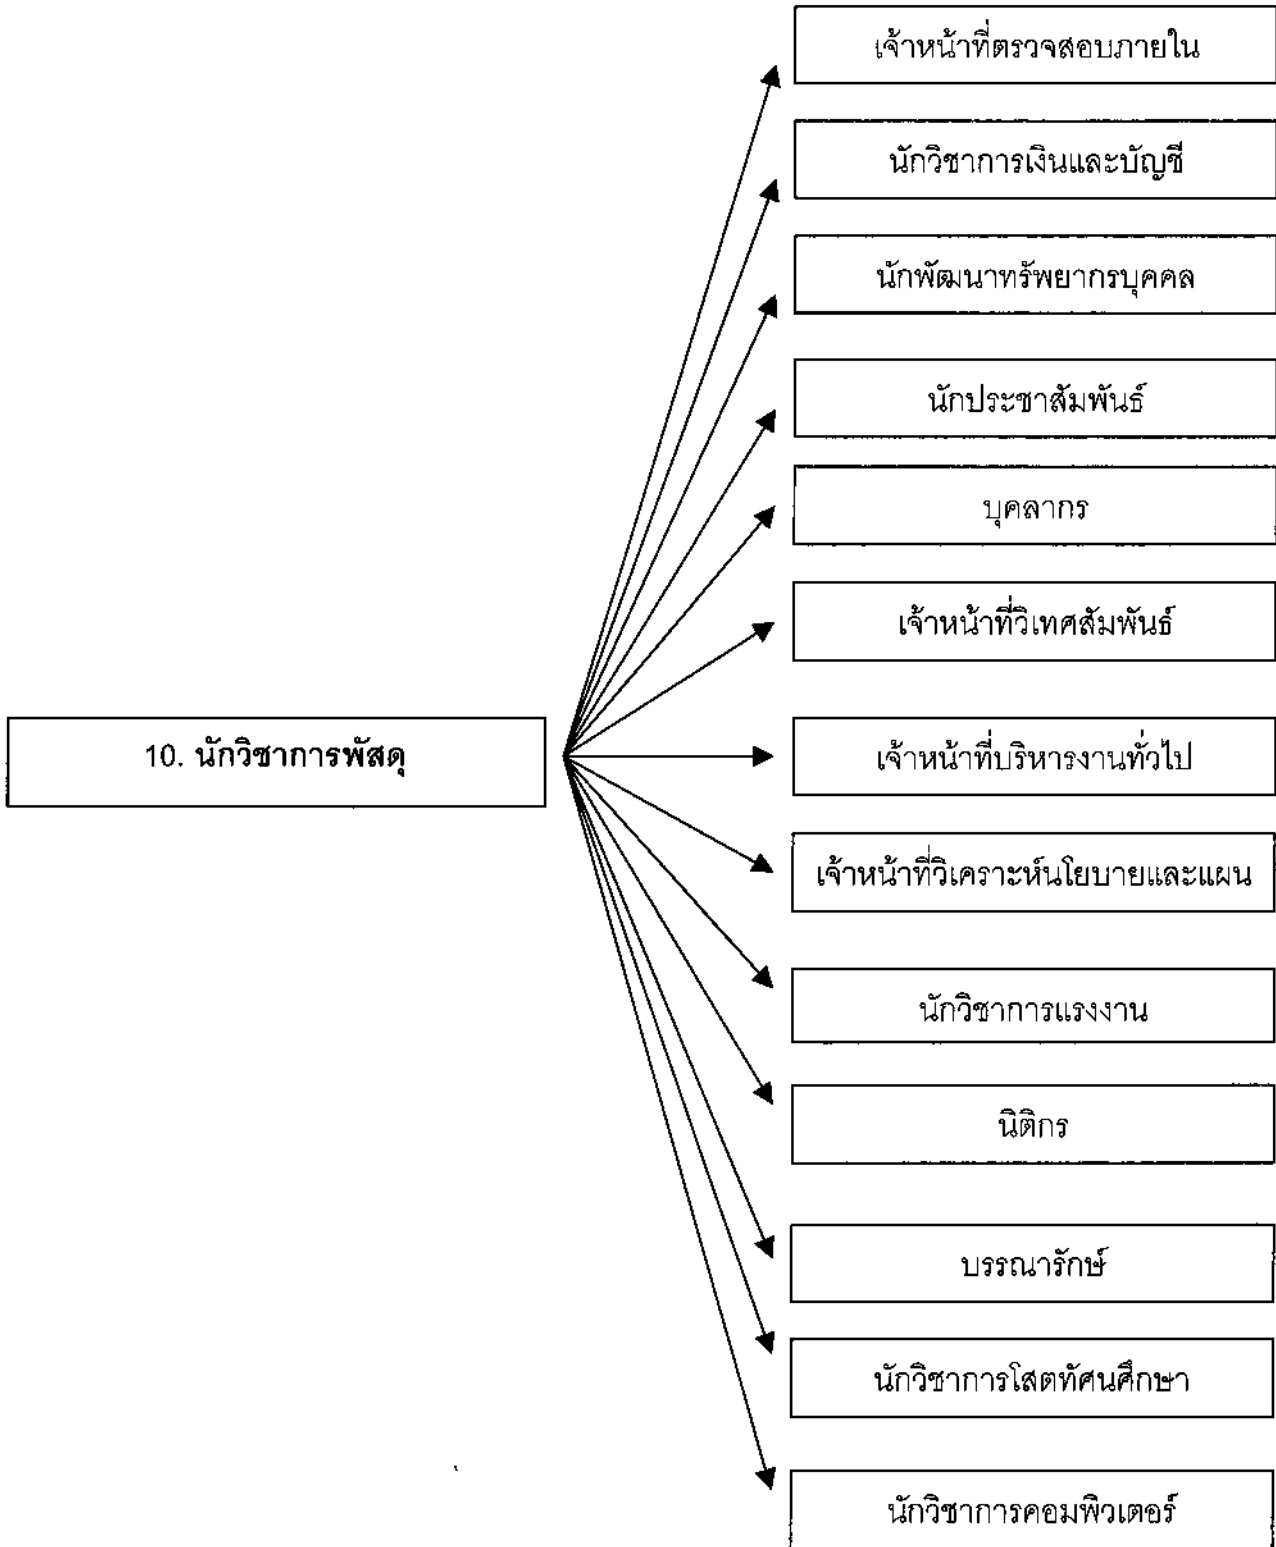 เจ้าหน้าที่ตรวจสอบภายใน
นักวิชาการเงินและบัญชี
นักพัฒนาทรัพยากรบุคคล
นักประชาสัมพันธ์
บุคลากร
เจ้าหน้าที่วิเทศสัมพันธ์
10. นักวิชาการพัสดุ
เจ้าหน้าที่บริหารงานทั่วไป
เจ้าหน้าที่วิเคราะห์นโยบายและแผน
นักวิชาการแรงงาน
นิติกร
บรรณารักษ์
นักวิชาการโสตทัศนศึกษา
นักวิชาการคอมพิวเตอร์